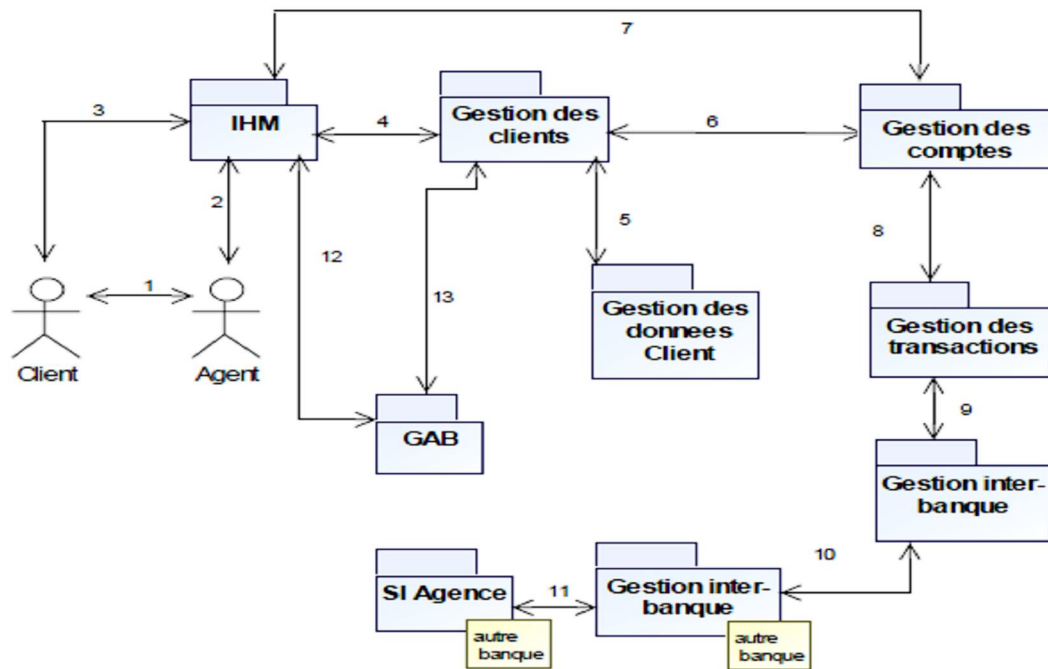 7
3
IHM
4
Gestion des
clients
6
Gestion des
comptes
2
12
13
5
8
1
Client
Agent
Gestion des
donnees
Client
Gestion des
transactions
GAB
9
Gestion inter-
banque
10
SI Agence
11
Gestion inter-
banque
autre
banque
autre
banque